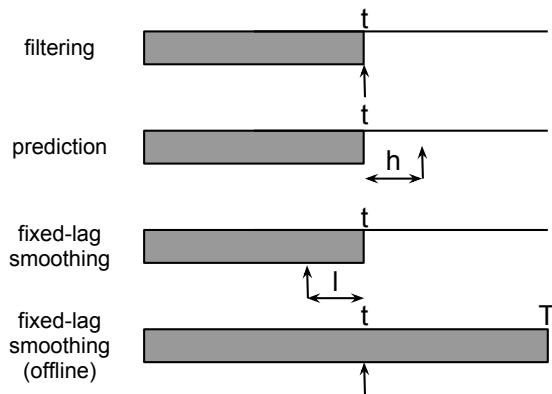 t
filtering
t
prediction
h
t
fixed-lag
smoothing
l
t
T
fixed-lag
smoothing
(offline)